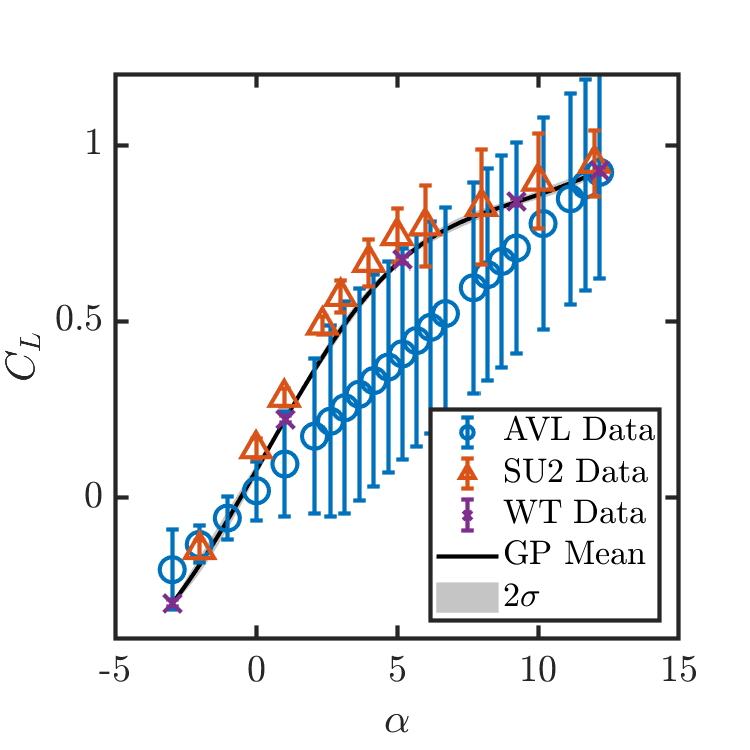 1
0.5
0
C_L
AVL Data
SU2 Data
WT Data
GP Mean
2σ
-5 0 5 10 15
α